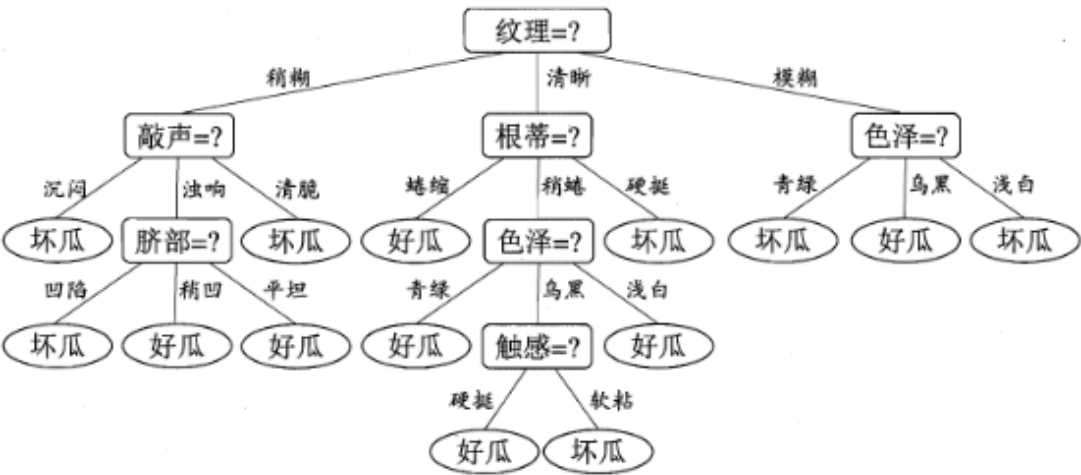 纹理=?
稍糊 清晰 模糊
敲声=? 根蒂=? 色泽=?
沉闷 浊响 清脆 蜷缩 稍蜷 硬挺 青绿 乌黑 浅白
坏瓜 脐部=? 坏瓜 好瓜 色泽=? 坏瓜 坏瓜 好瓜 坏瓜
凹陷 稍凹 平坦 青绿 乌黑 浅白
坏瓜 好瓜 好瓜 好瓜 触感=? 好瓜
硬挺 软粘
好瓜 坏瓜